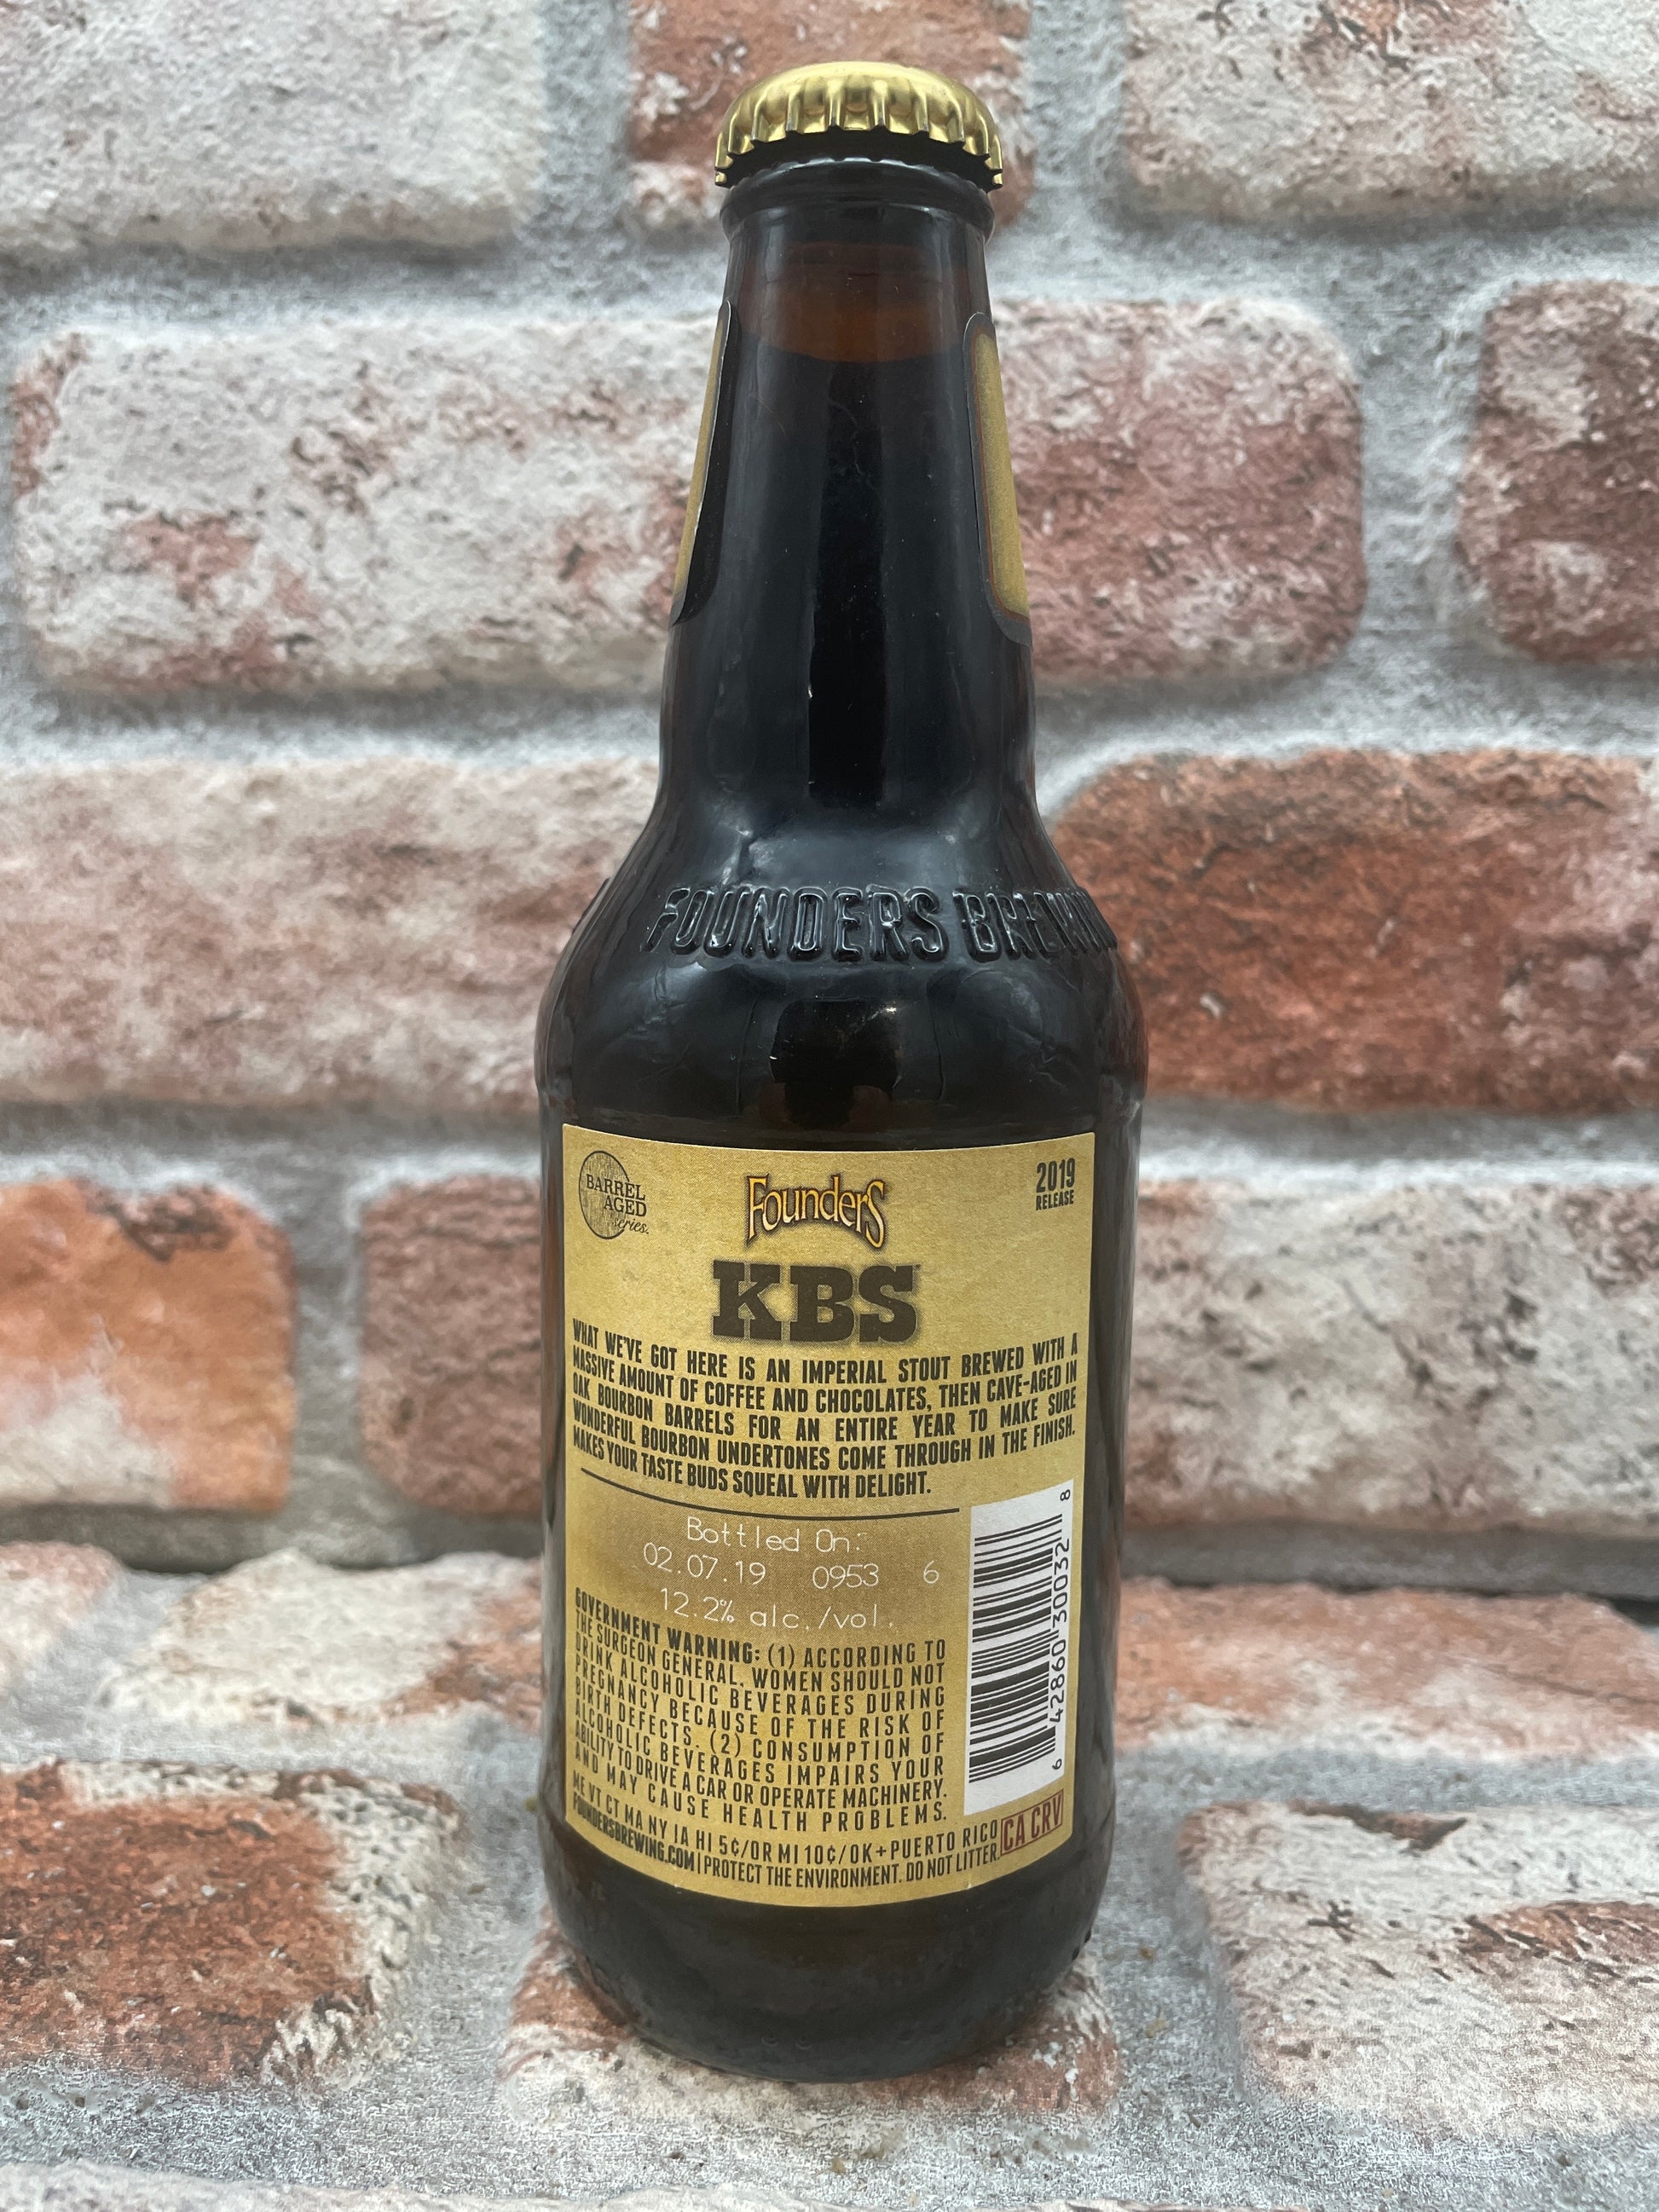 FOUNDERS BREWIN
BARREL
AGED
series.
Founders
2019
RELEASE
KBS
WHAT WE'VE GOT HERE IS AN IMPERIAL STOUT BREWED WITH A
MASSIVE AMOUNT OF COFFEE AND CHOCOLATES, THEN CAVE-AGED IN
OAK BOURBON BARRELS FOR AN ENTIRE YEAR TO MAKE SURE
WONDERFUL BOURBON UNDERTONES COME THROUGH IN THE FINISH.
MAKES YOUR TASTE BUDS SQUEAL WITH DELIGHT.
Bottled On:
02.07.19 0953 6
12.2% alc./vol.
GOVERNMENT WARNING: (1) ACCORDING TO
THE SURGEON GENERAL, WOMEN SHOULD NOT
DRINK ALCOHOLIC BEVERAGES DURING
PREGNANCY BECAUSE OF THE RISK OF
BIRTH DEFECTS. (2) CONSUMPTION OF
ALCOHOLIC BEVERAGES IMPAIRS YOUR
ABILITY TO DRIVE A CAR OR OPERATE MACHINERY,
AND MAY CAUSE HEALTH PROBLEMS.
ME VT CT MA NY IA HI 5¢/OR MI 10¢/OK+PUERTO RICO
CA CRV
FOUNDERSBREWING.COM | PROTECT THE ENVIRONMENT. DO NOT LITTER.
6 42860 30032 8